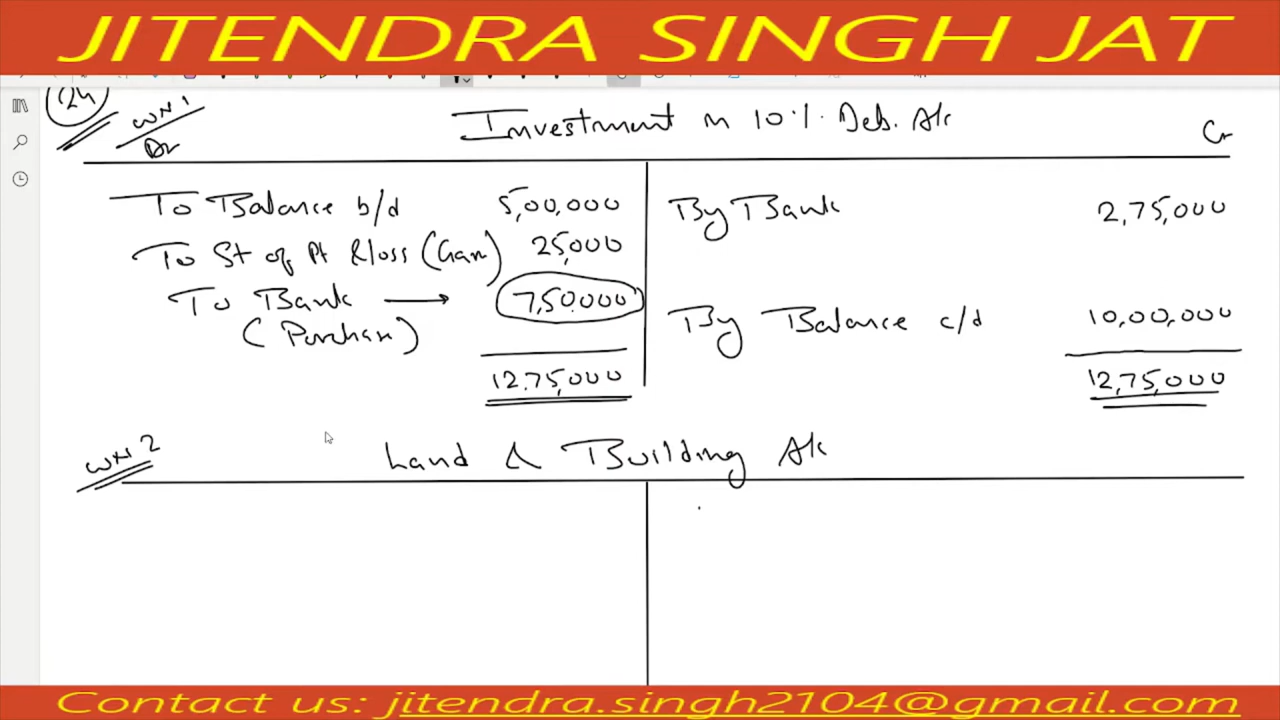 JITENDRA SINGH JAT
24
WN 1
Dr
Investment in 10%. Deb. A/c
Cr
To Balance b/d 5,00,000 By Bank 2,75,000
To St of Pt & loss (Gain) 25,000
To Bank → 7,50,000
(Purchase) By Balance c/d 10,00,000
12,75,000 12,75,000
WN 2
Land & Building A/c
Contact us: jitendra.singh2104@gmail.com